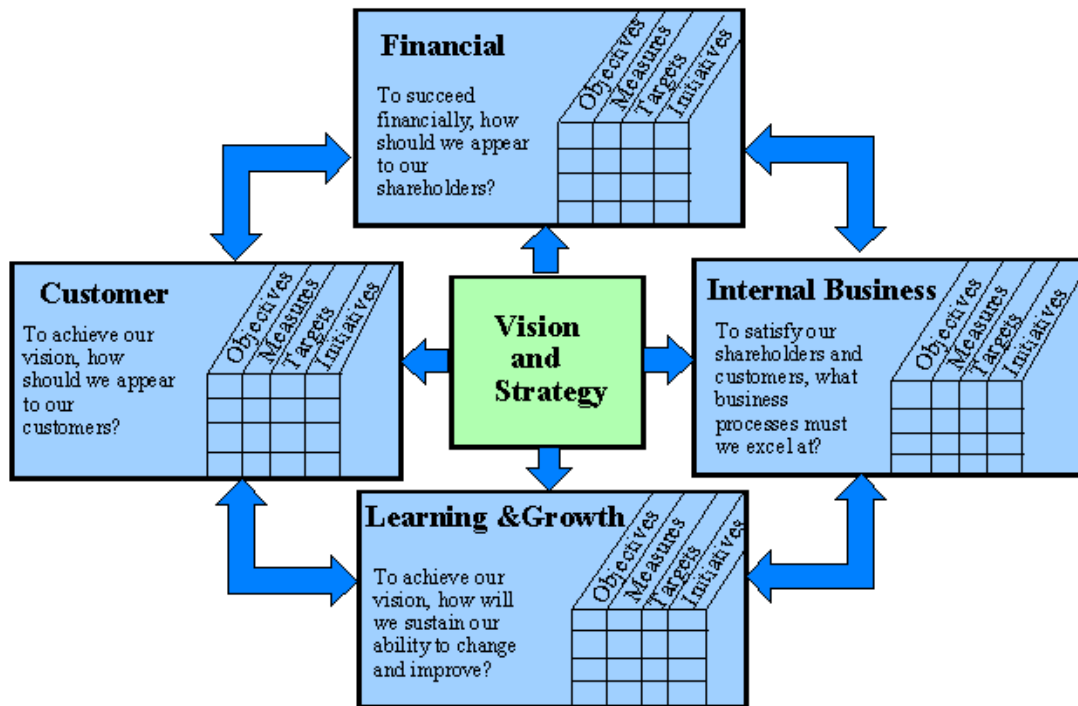 Financial
To succeed
financially, how
should we appear
to our
shareholders?
Objectives
Measures
Targets
Initiatives
Customer
To achieve our
vision, how
should we appear
to our
customers?
Objectives
Measures
Targets
Initiatives
Vision
and
Strategy
Internal Business
To satisfy our
shareholders and
customers, what
business
processes must
we excel at?
Objectives
Measures
Targets
Initiatives
Learning &Growth
To achieve our
vision, how will
we sustain our
ability to change
and improve?
Objectives
Measures
Targets
Initiatives